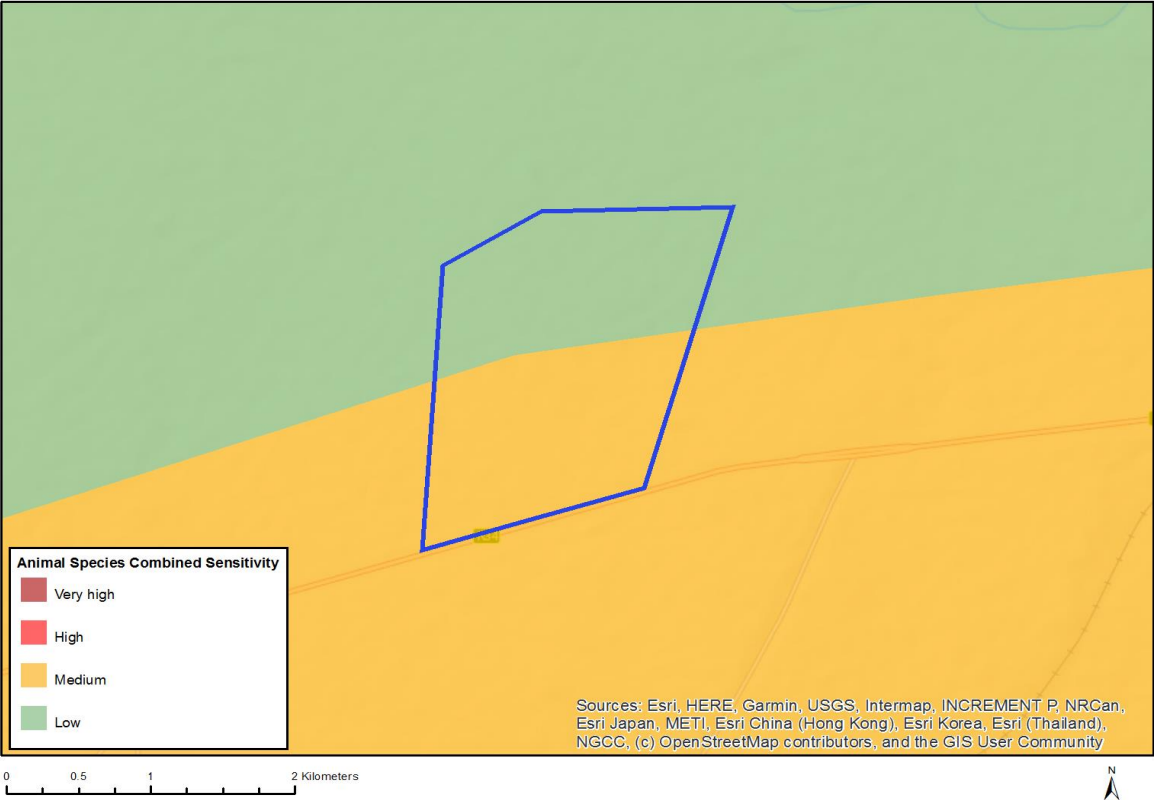 Animal Species Combined Sensitivity
Very high
High
Medium
Low
Sources: Esri, HERE, Garmin, USGS, Intermap, INCREMENT P, NRCan,
Esri Japan, METI, Esri China (Hong Kong), Esri Korea, Esri (Thailand),
NGCC, (c) OpenStreetMap contributors, and the GIS User Community
0 0.5 1 2 Kilometers
N